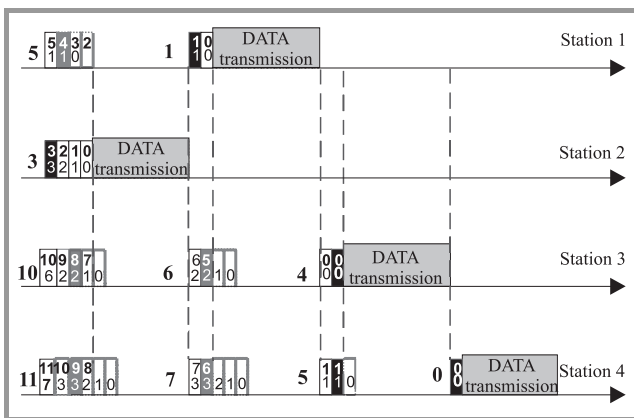 5 4 3 2 1 0 DATA Station 1
5 1 1 0 1 1 0 transmission
3 2 1 0 DATA Station 2
3 3 2 1 0 transmission
10 9 8 7 6 5 0 0 DATA Station 3
10 6 2 2 1 0 6 2 2 1 0 4 0 0 transmission
11 10 9 8 7 6 1 1 0 DATA Station 4
11 7 3 3 2 1 0 7 3 3 2 1 0 5 1 1 0 0 0 transmission